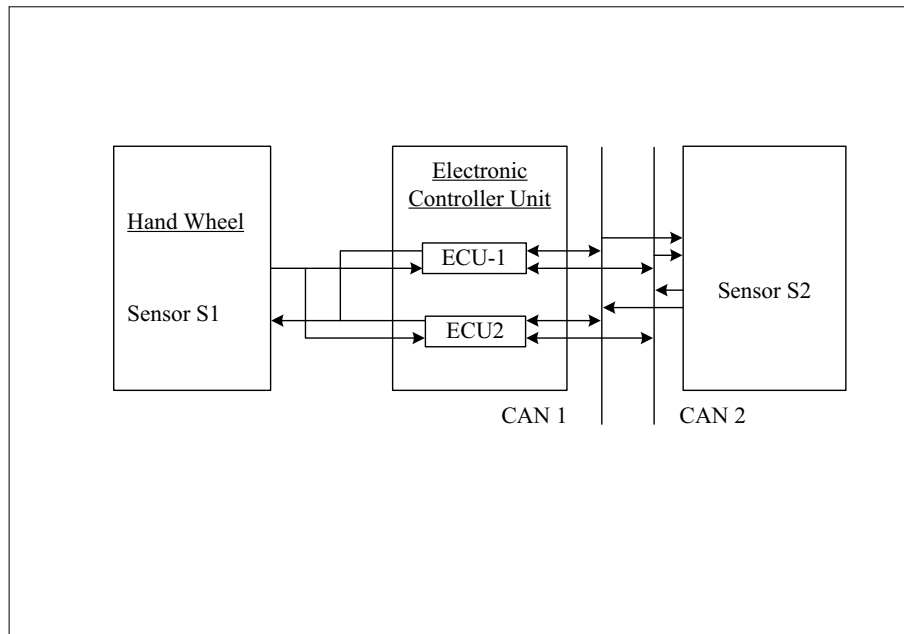 Hand Wheel
Sensor S1
Electronic
Controller Unit
ECU-1
ECU2
Sensor S2
CAN 1
CAN 2